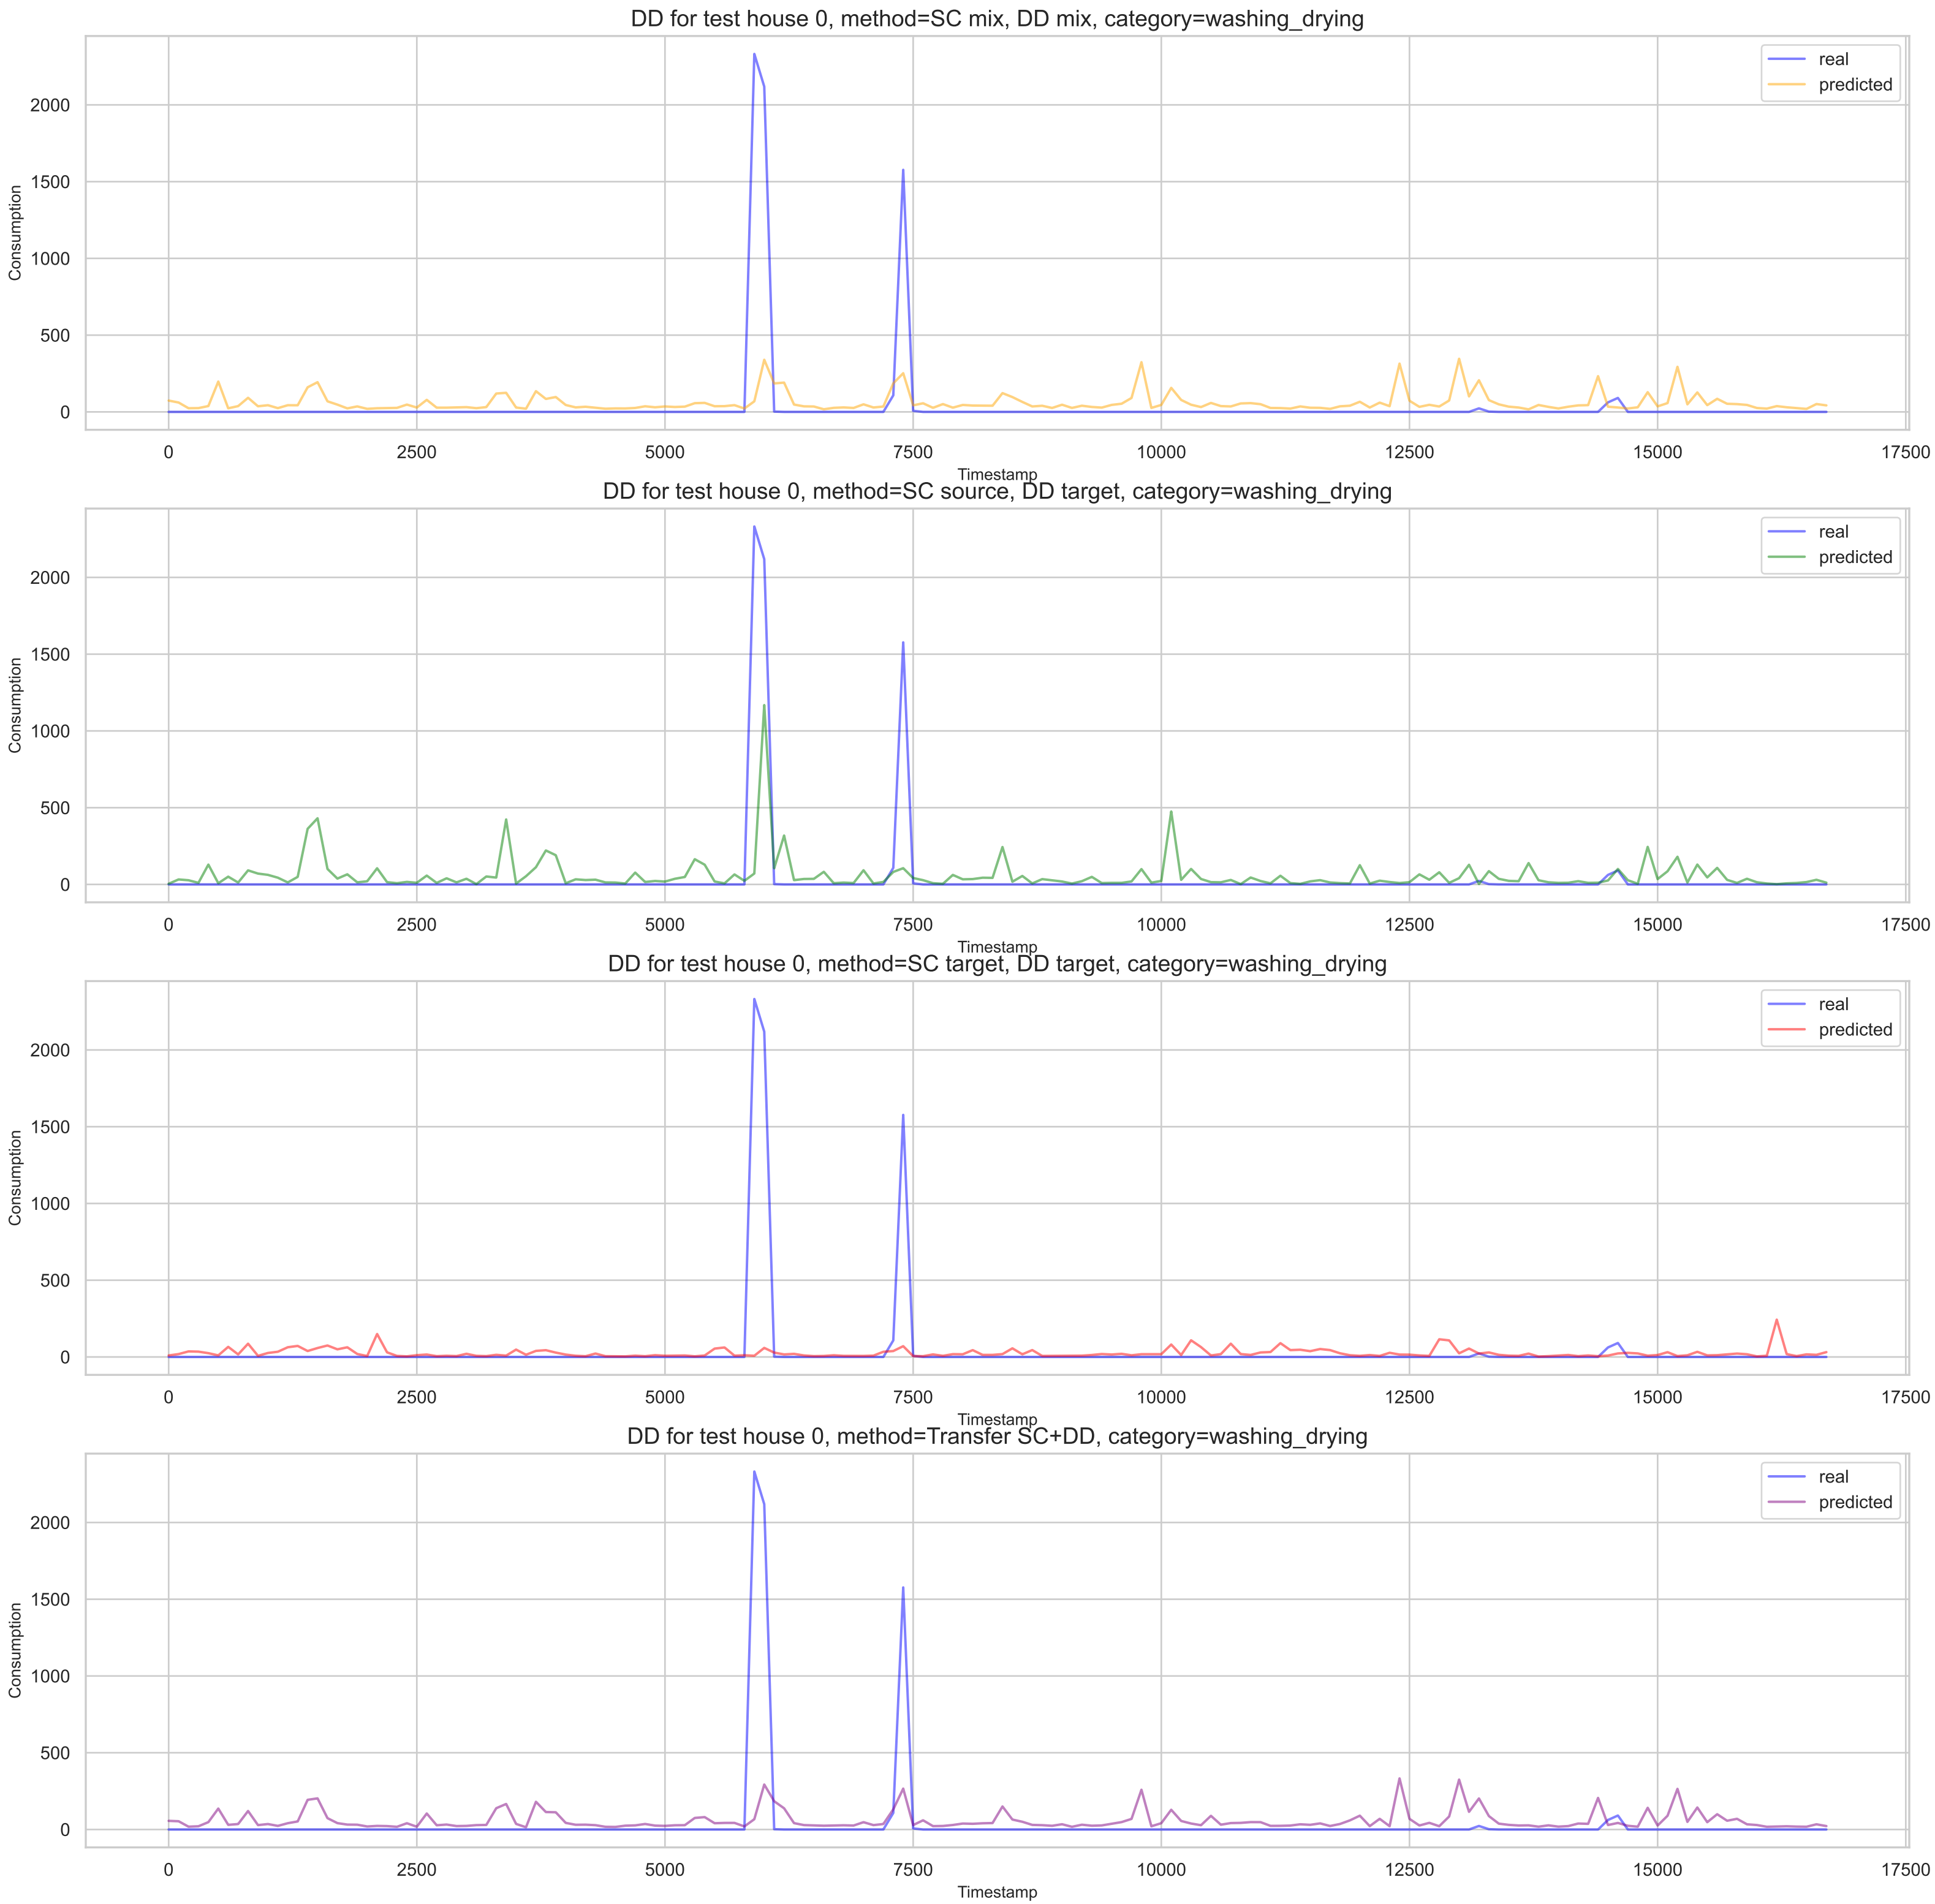 DD for test house 0, method=SC mix, DD mix, category=washing_drying
real
predicted
Consumption
2000
1500
1000
500
0
0 2500 5000 7500 10000 12500 15000 17500
Timestamp
DD for test house 0, method=SC source, DD target, category=washing_drying
real
predicted
Consumption
2000
1500
1000
500
0
0 2500 5000 7500 10000 12500 15000 17500
Timestamp
DD for test house 0, method=SC target, DD target, category=washing_drying
real
predicted
Consumption
2000
1500
1000
500
0
0 2500 5000 7500 10000 12500 15000 17500
Timestamp
DD for test house 0, method=Transfer SC+DD, category=washing_drying
real
predicted
Consumption
2000
1500
1000
500
0
0 2500 5000 7500 10000 12500 15000 17500
Timestamp